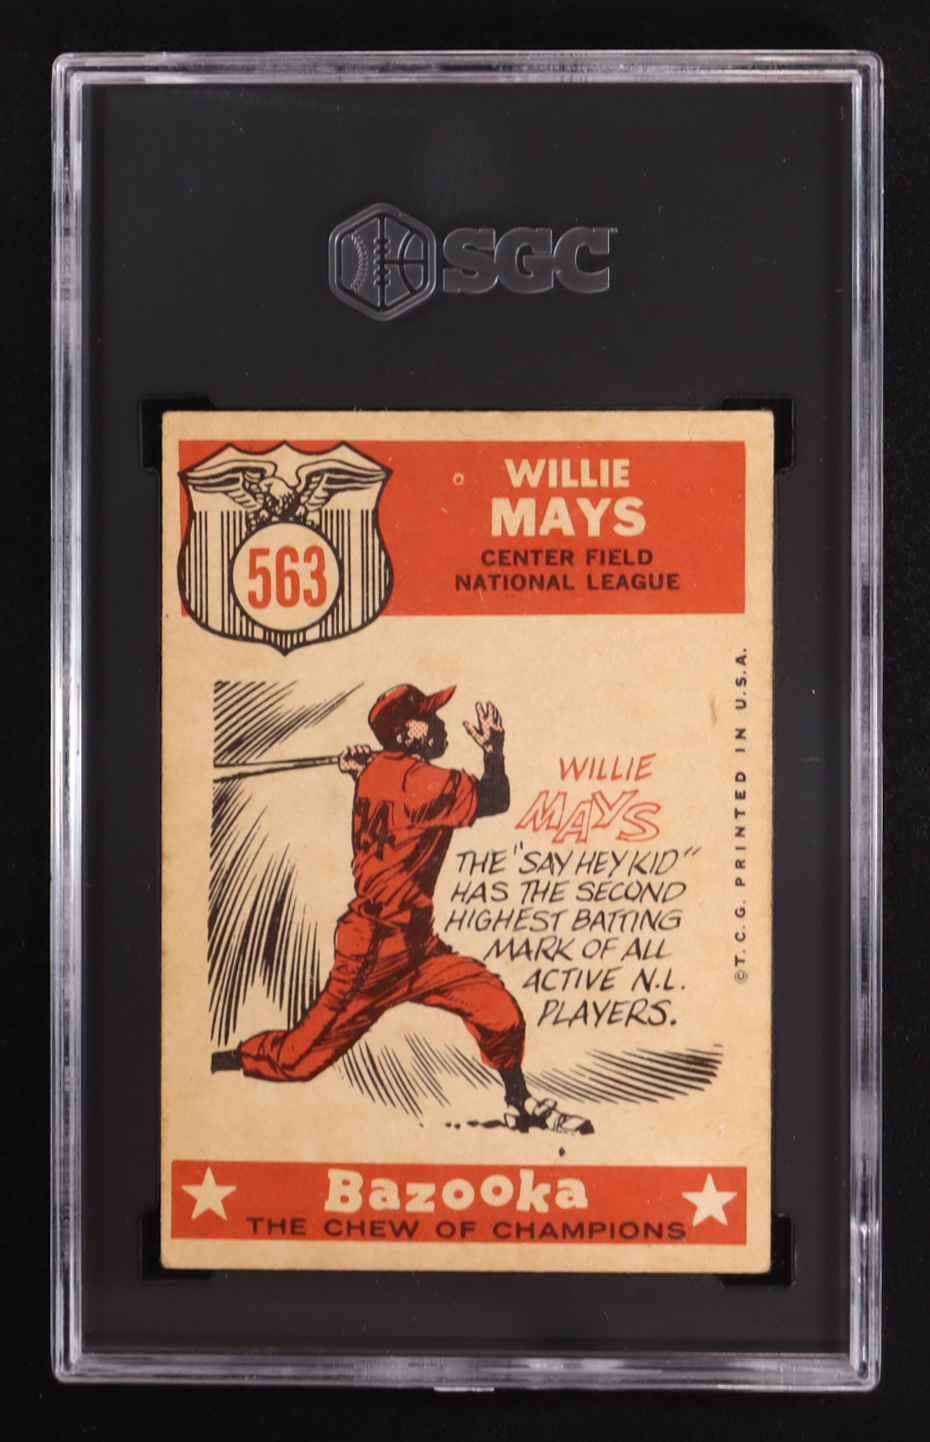 SGC
563
WILLIE
MAYS
CENTER FIELD
NATIONAL LEAGUE
24
WILLIE
MAYS
THE "SAY HEY KID"
HAS THE SECOND
HIGHEST BATTING
MARK OF ALL
ACTIVE N.L.
PLAYERS.
©T.C.G. PRINTED IN U.S.A.
Bazooka
THE CHEW OF CHAMPIONS